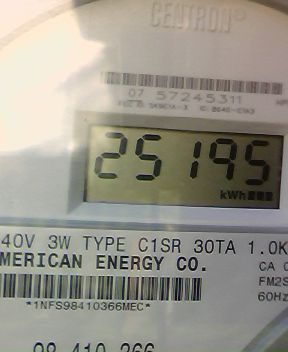 CENTRON®
07 57245311
25195
kWh
40V 3W TYPE C1SR 30TA 1.0K
MERICAN ENERGY CO.
CA
FM2S
60Hz
*1NFS98410366MEC*
98 410 366